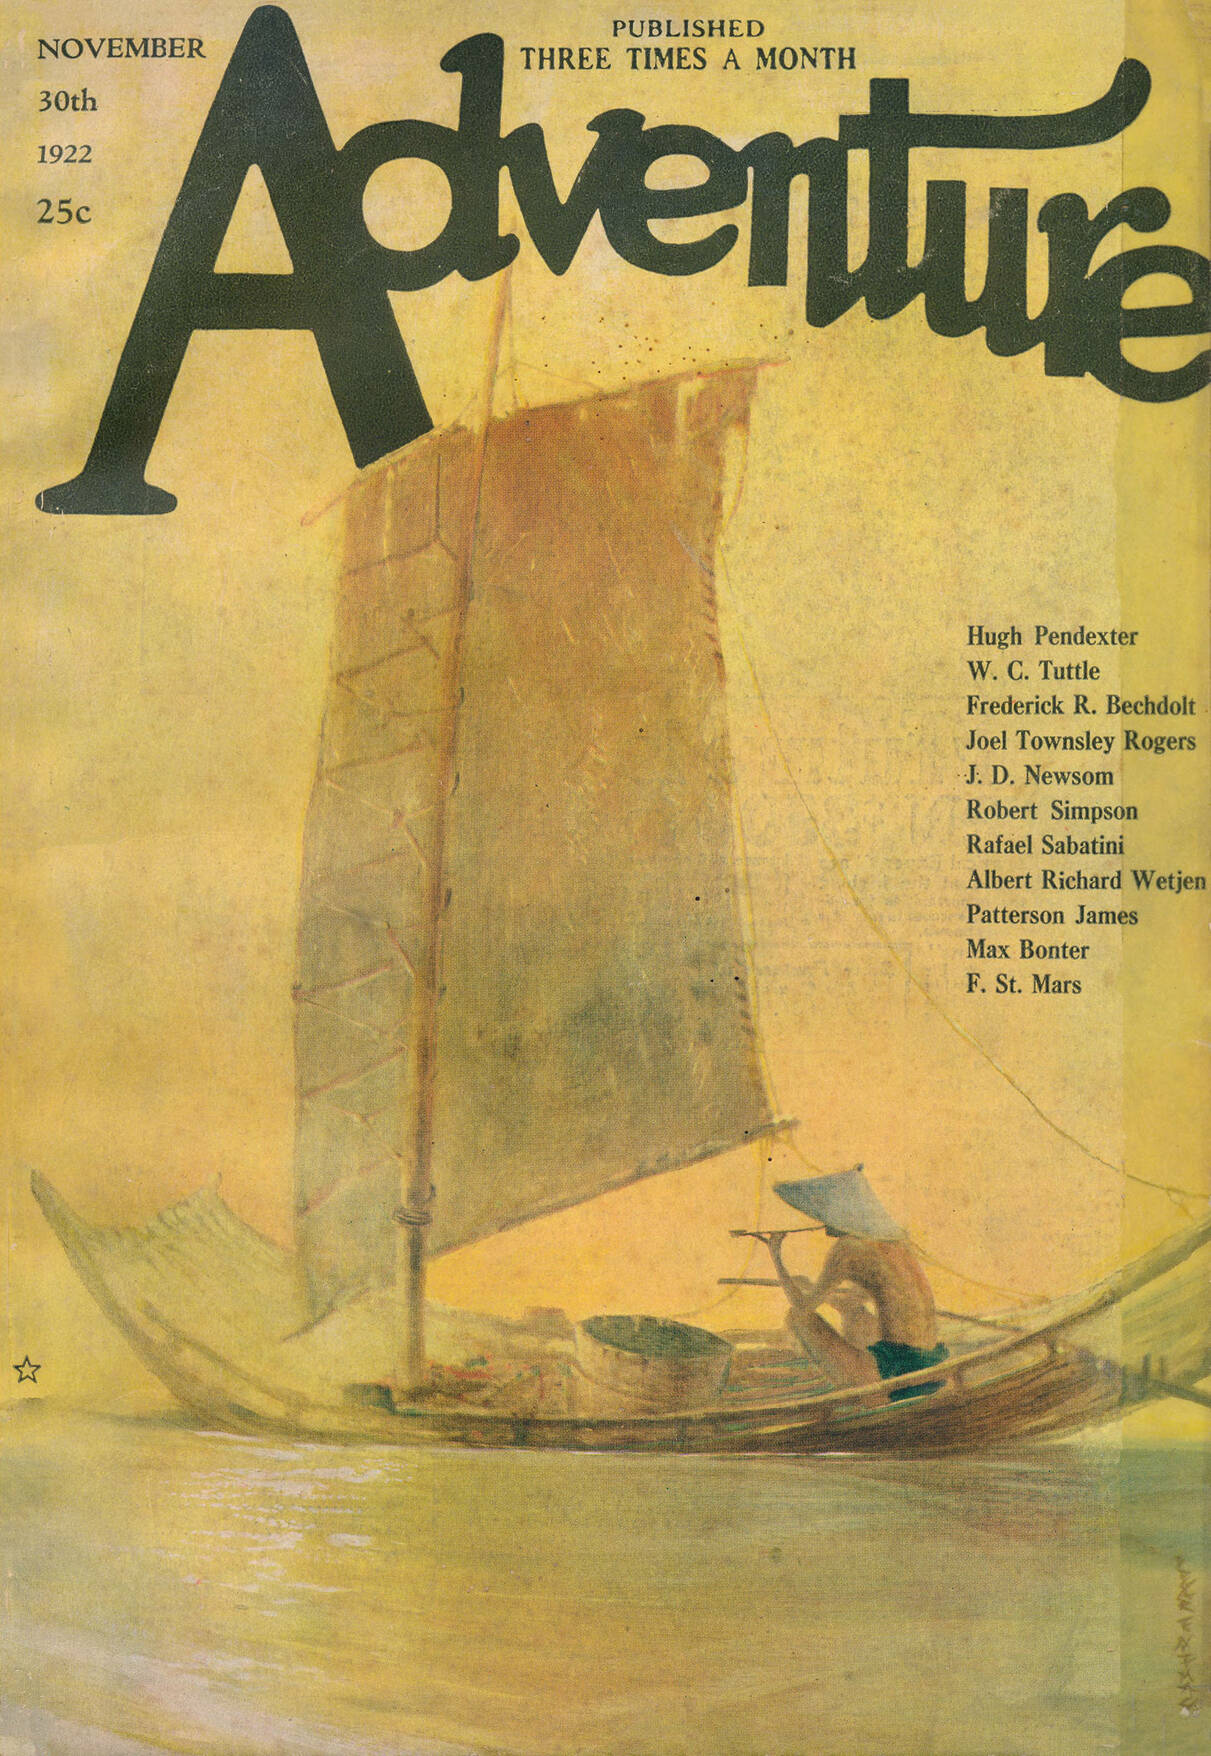 NOVEMBER
30th
1922
25c
PUBLISHED
THREE TIMES A MONTH
Adventure
Hugh Pendexter
W. C. Tuttle
Frederick R. Bechdolt
Joel Townsley Rogers
J. D. Newsom
Robert Simpson
Rafael Sabatini
Albert Richard Wetjen
Patterson James
Max Bonter
F. St. Mars